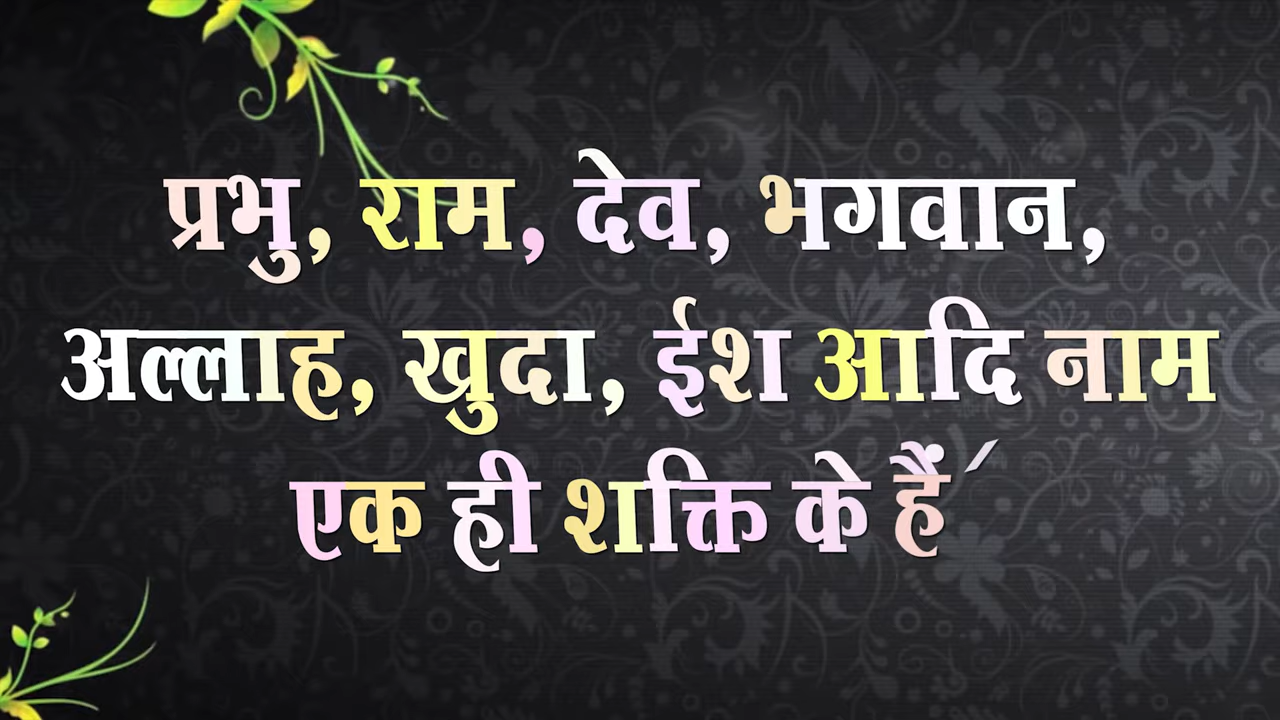 प्रभु, राम, देव, भगवान,
अल्लाह, खुदा, ईश आदि नाम
एक ही शक्ति के हैं´